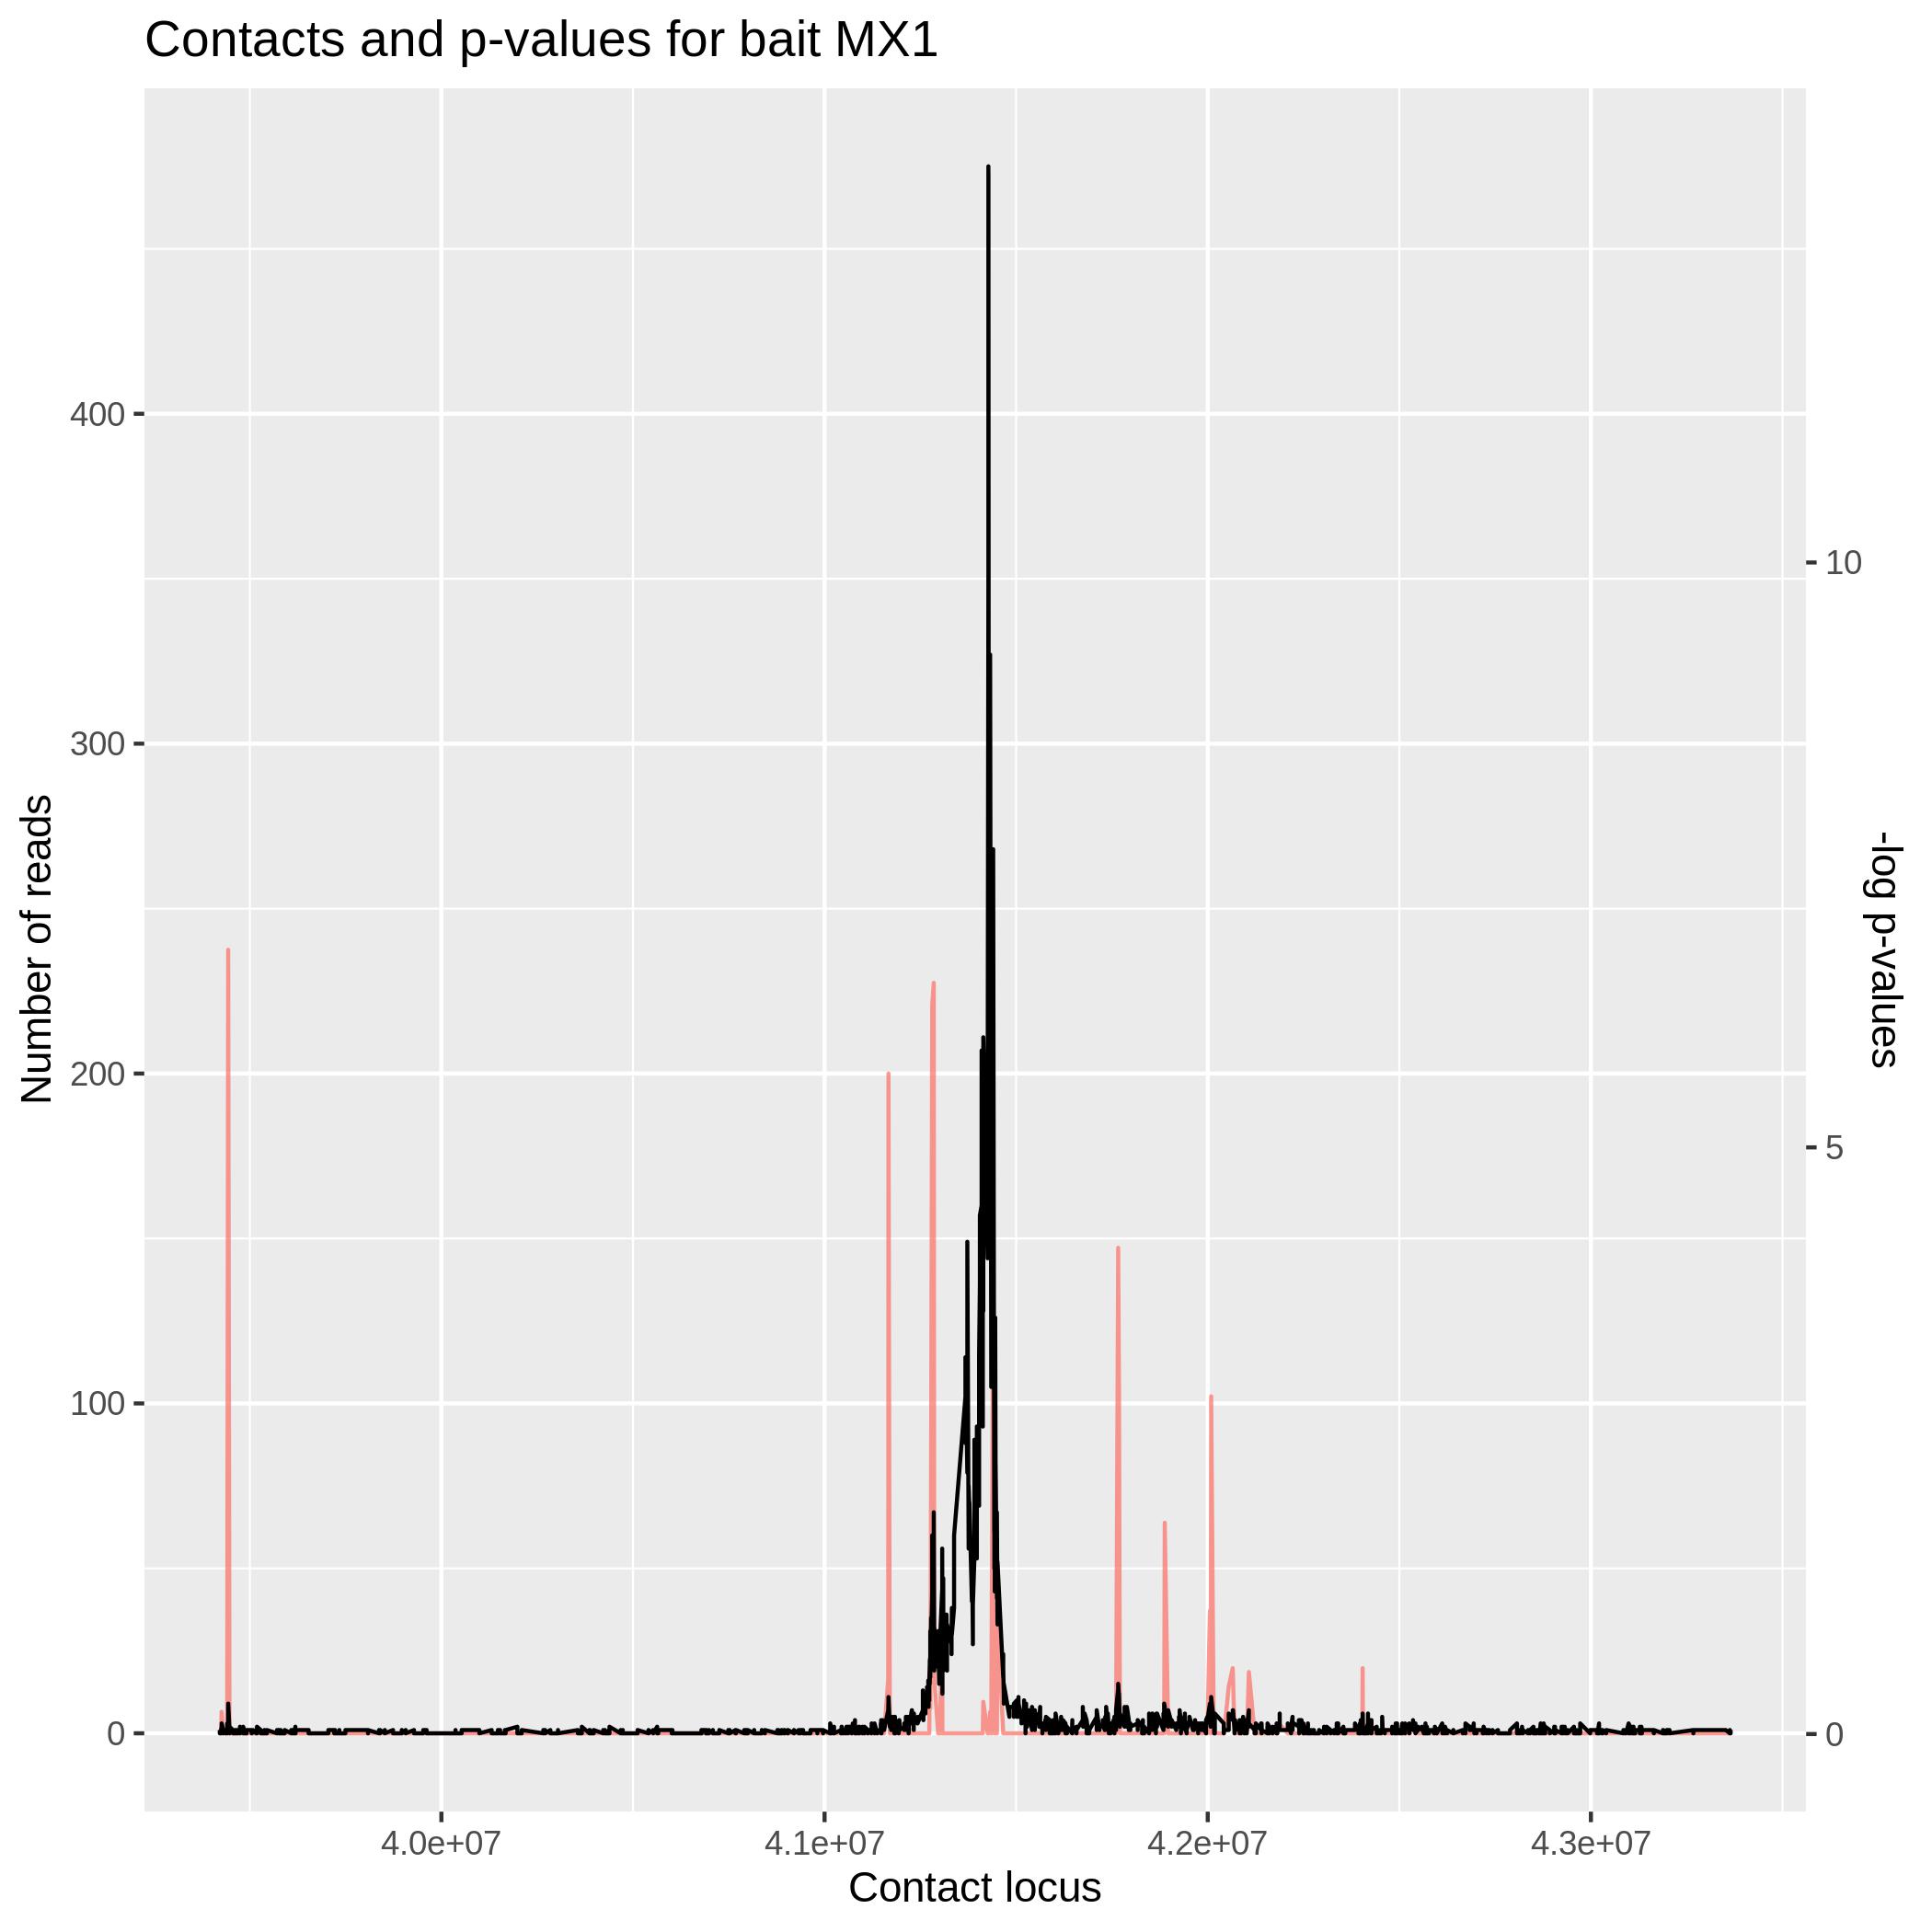 Contacts and p-values for bait MX1
Number of reads
400
300
200
100
0
10
5
0
-log p-values
4.0e+07
4.1e+07
4.2e+07
4.3e+07
Contact locus